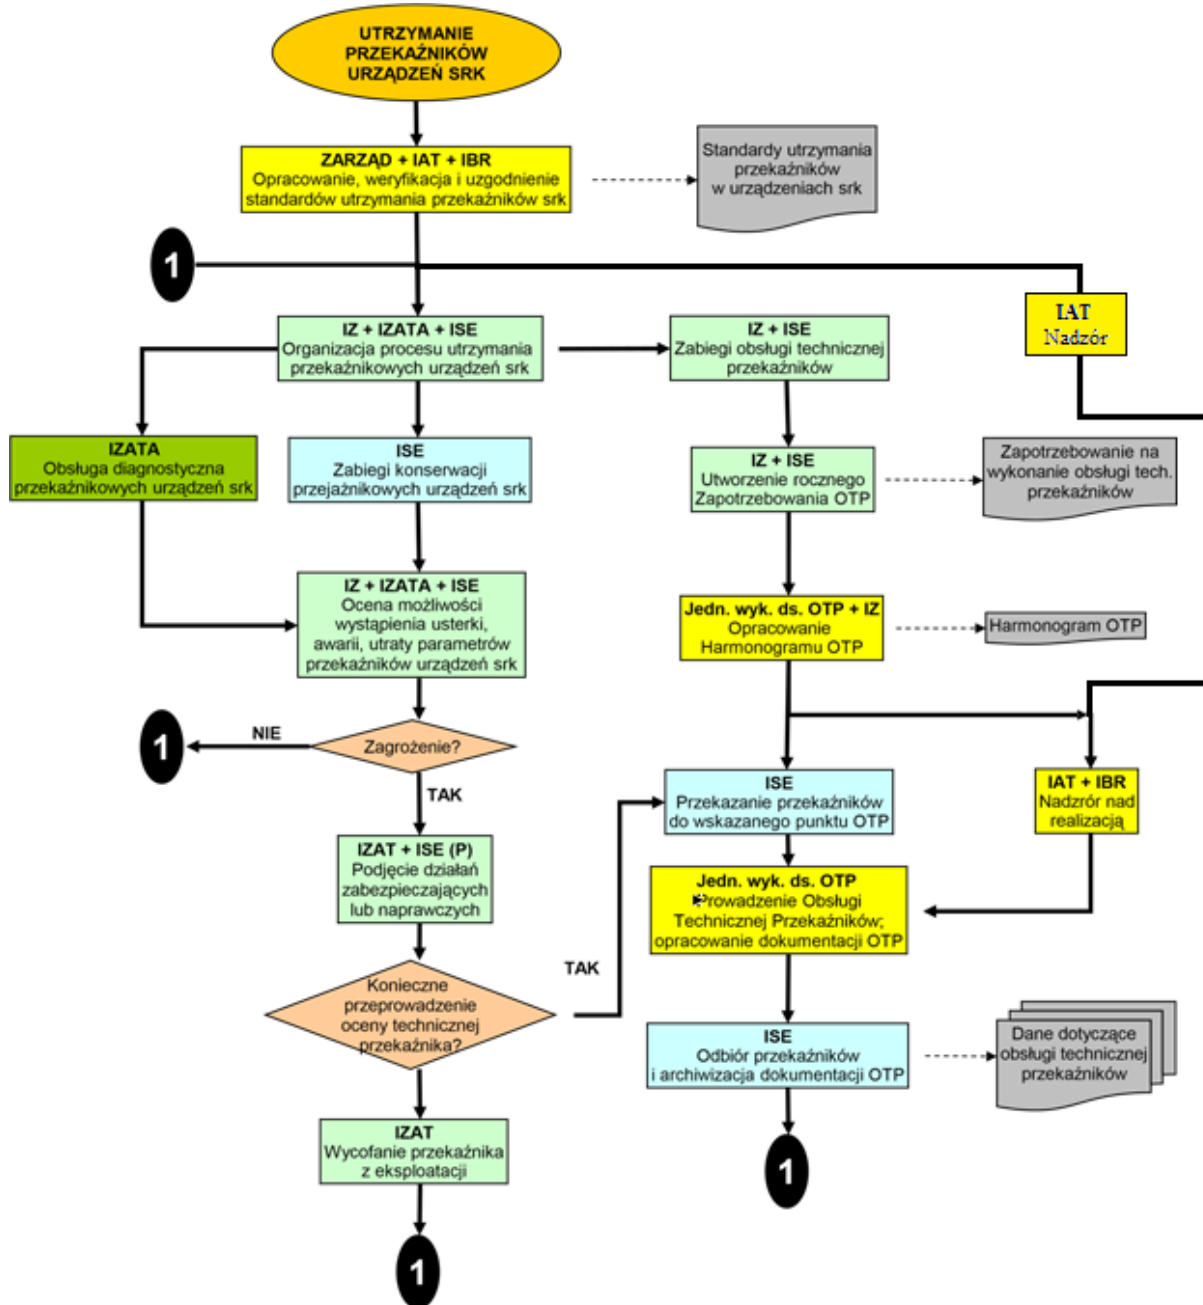 UTRZYMANIE
PRZEKAŹNIKÓW
URZĄDZEŃ SRK
ZARZĄD + IAT + IBR
Opracowanie, weryfikacja i uzgodnienie
standardów utrzymania przekaźników srk
Standardy utrzymania
przekaźników
w urządzeniach srk
1
IAT
Nadzór
IZ + IZATA + ISE
Organizacja procesu utrzymania
przekaźnikowych urządzeń srk
IZ + ISE
Zabiegi obsługi technicznej
przekaźników
IZATA
Obsługa diagnostyczna
przekaźnikowych urządzeń srk
ISE
Zabiegi konserwacji
przejaźnikowych urządzeń srk
IZ + ISE
Utworzenie rocznego
Zapotrzebowania OTP
Zapotrzebowanie na
wykonanie obsługi tech.
przekaźników
IZ + IZATA + ISE
Ocena możliwości
wystąpienia usterki,
awarii, utraty parametrów
przekaźników urządzeń srk
Jedn. wyk. ds. OTP + IZ
Opracowanie
Harmonogramu OTP
Harmonogram OTP
1
NIE
Zagrożenie?
TAK
ISE
Przekazanie przekaźników
do wskazanego punktu OTP
IAT + IBR
Nadzrór nad
realizacją
IZAT + ISE (P)
Podjęcie działań
zabezpieczających
lub naprawczych
Jedn. wyk. ds. OTP
Prowadzenie Obsługi
Technicznej Przekaźników;
opracowanie dokumentacji OTP
Konieczne
przeprowadzenie
oceny technicznej
przekaźnika?
TAK
ISE
Odbiór przekaźników
i archiwizacja dokumentacji OTP
Dane dotyczące
obsługi technicznej
przekaźników
IZAT
Wycofanie przekaźnika
z eksploatacji
1
1